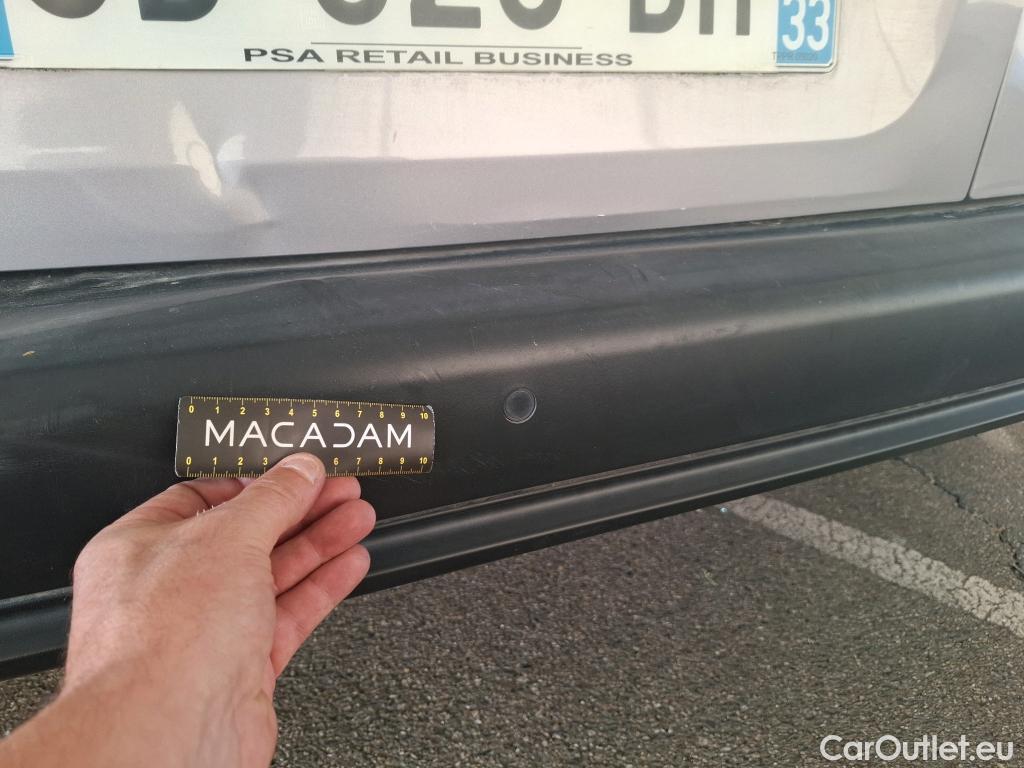 33
PSA RETAIL BUSINESS
0 1 2 3 4 5 6 7 8 9 10
MACADAM
0 1 2 3 6 7 8 9 10
CarOutlet.eu